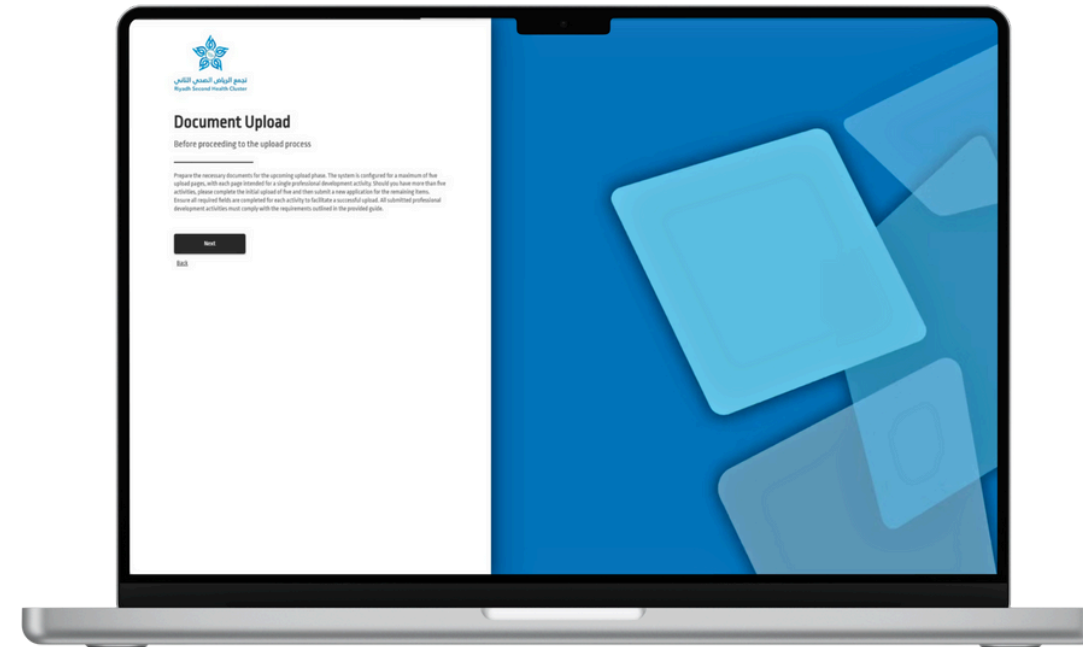 تجمع الرياض الصحي الثاني
Riyadh Second Health Cluster
Document Upload
Before proceeding to the upload process
Prepare the necessary documents for the upcoming upload phase. The system is configured for a maximum of five
upload pages, with each page intended for a single professional development activity. Should you have more than five
activities, please complete the initial upload of five and then submit a new application for the remaining items.
Ensure all required fields are completed for each activity to facilitate a successful upload. All submitted professional
development activities must comply with the requirements outlined in the provided guide.
Next
Back